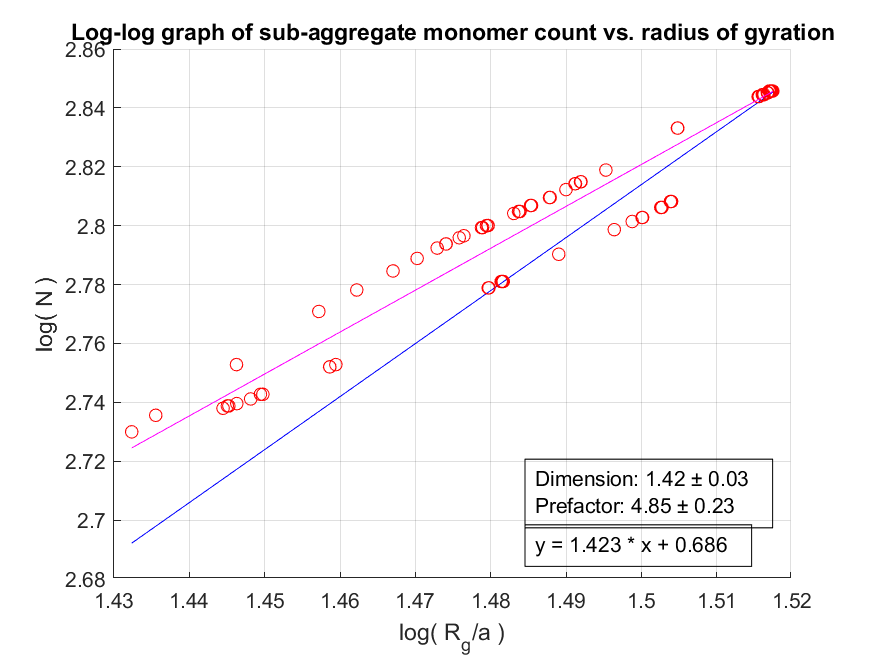 Log-log graph of sub-aggregate monomer count vs. radius of gyration
2.86
2.84
2.82
2.8
2.78
2.76
2.74
2.72
2.7
2.68
log( N )
Dimension: 1.42 ± 0.03
Prefactor: 4.85 ± 0.23
y = 1.423 * x + 0.686
1.43 1.44 1.45 1.46 1.47 1.48 1.49 1.5 1.51 1.52
log( R_g/a )